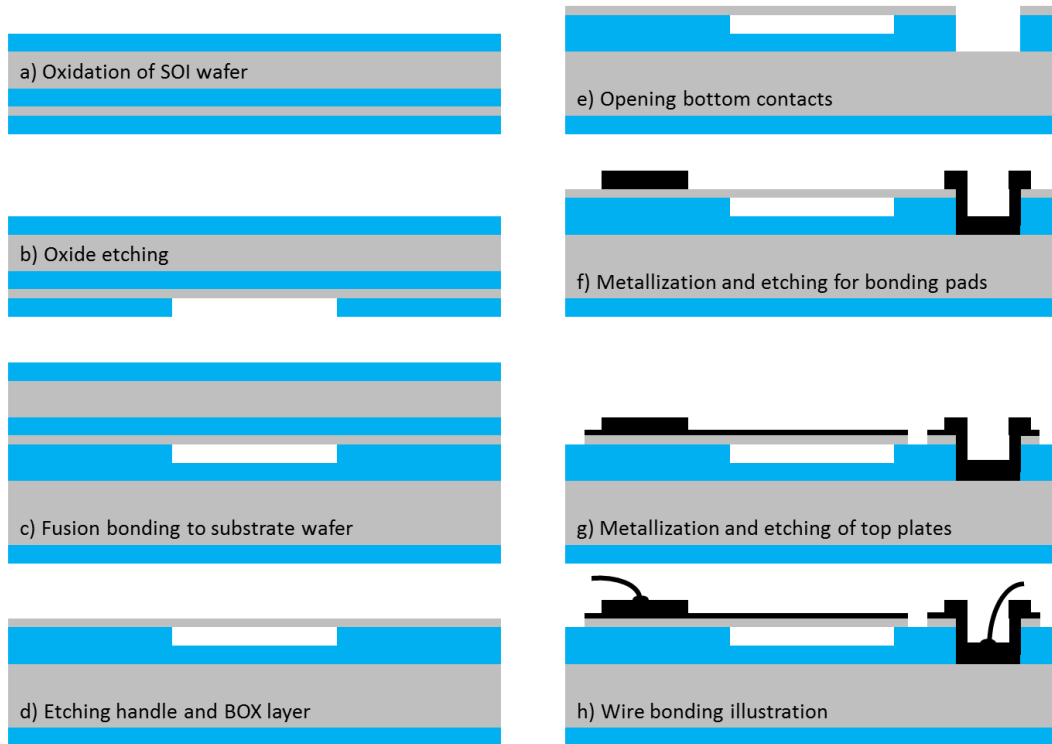 a) Oxidation of SOI wafer
b) Oxide etching
c) Fusion bonding to substrate wafer
d) Etching handle and BOX layer
e) Opening bottom contacts
f) Metallization and etching for bonding pads
g) Metallization and etching of top plates
h) Wire bonding illustration